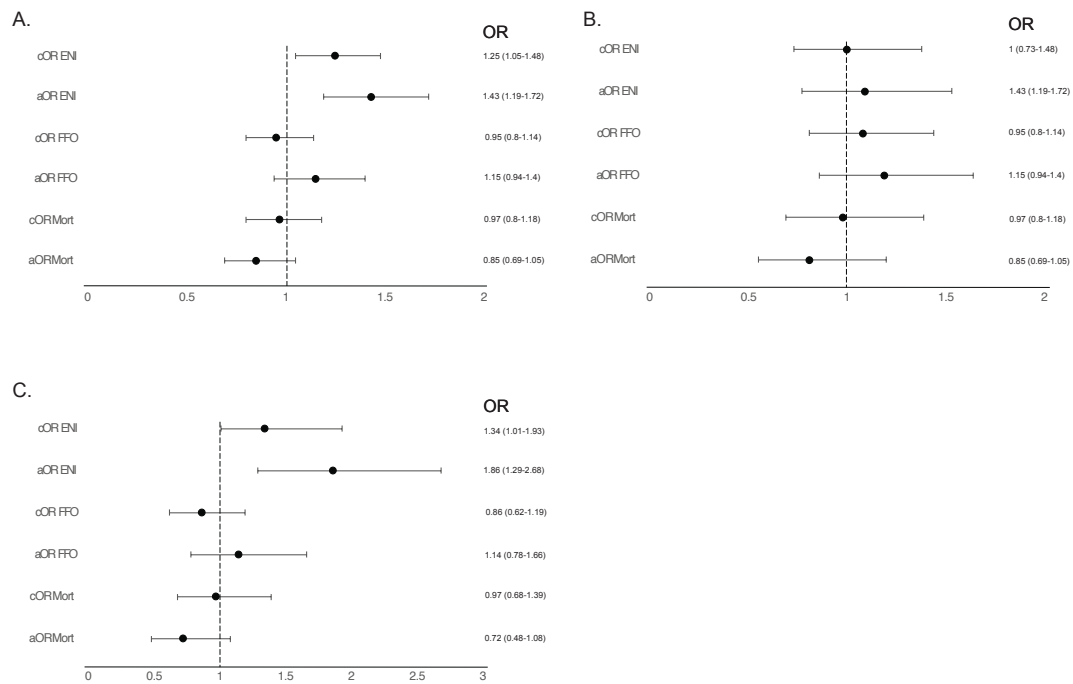 A.
OR
cOR ENI 1.25 (1.05-1.48)
aOR ENI 1.43 (1.19-1.72)
cOR FFO 0.95 (0.8-1.14)
aOR FFO 1.15 (0.94-1.4)
cORMort 0.97 (0.8-1.18)
aORMort 0.85 (0.69-1.05)
0 0.5 1 1.5 2
B.
OR
cOR ENI 1 (0.73-1.48)
aOR ENI 1.43 (1.19-1.72)
cOR FFO 0.95 (0.8-1.14)
aOR FFO 1.15 (0.94-1.4)
cORMort 0.97 (0.8-1.18)
aORMort 0.85 (0.69-1.05)
0 0.5 1 1.5 2
C.
OR
cOR ENI 1.34 (1.01-1.93)
aOR ENI 1.86 (1.29-2.68)
cOR FFO 0.86 (0.62-1.19)
aOR FFO 1.14 (0.78-1.66)
cORMort 0.97 (0.68-1.39)
aORMort 0.72 (0.48-1.08)
0 0.5 1 1.5 2 2.5 3